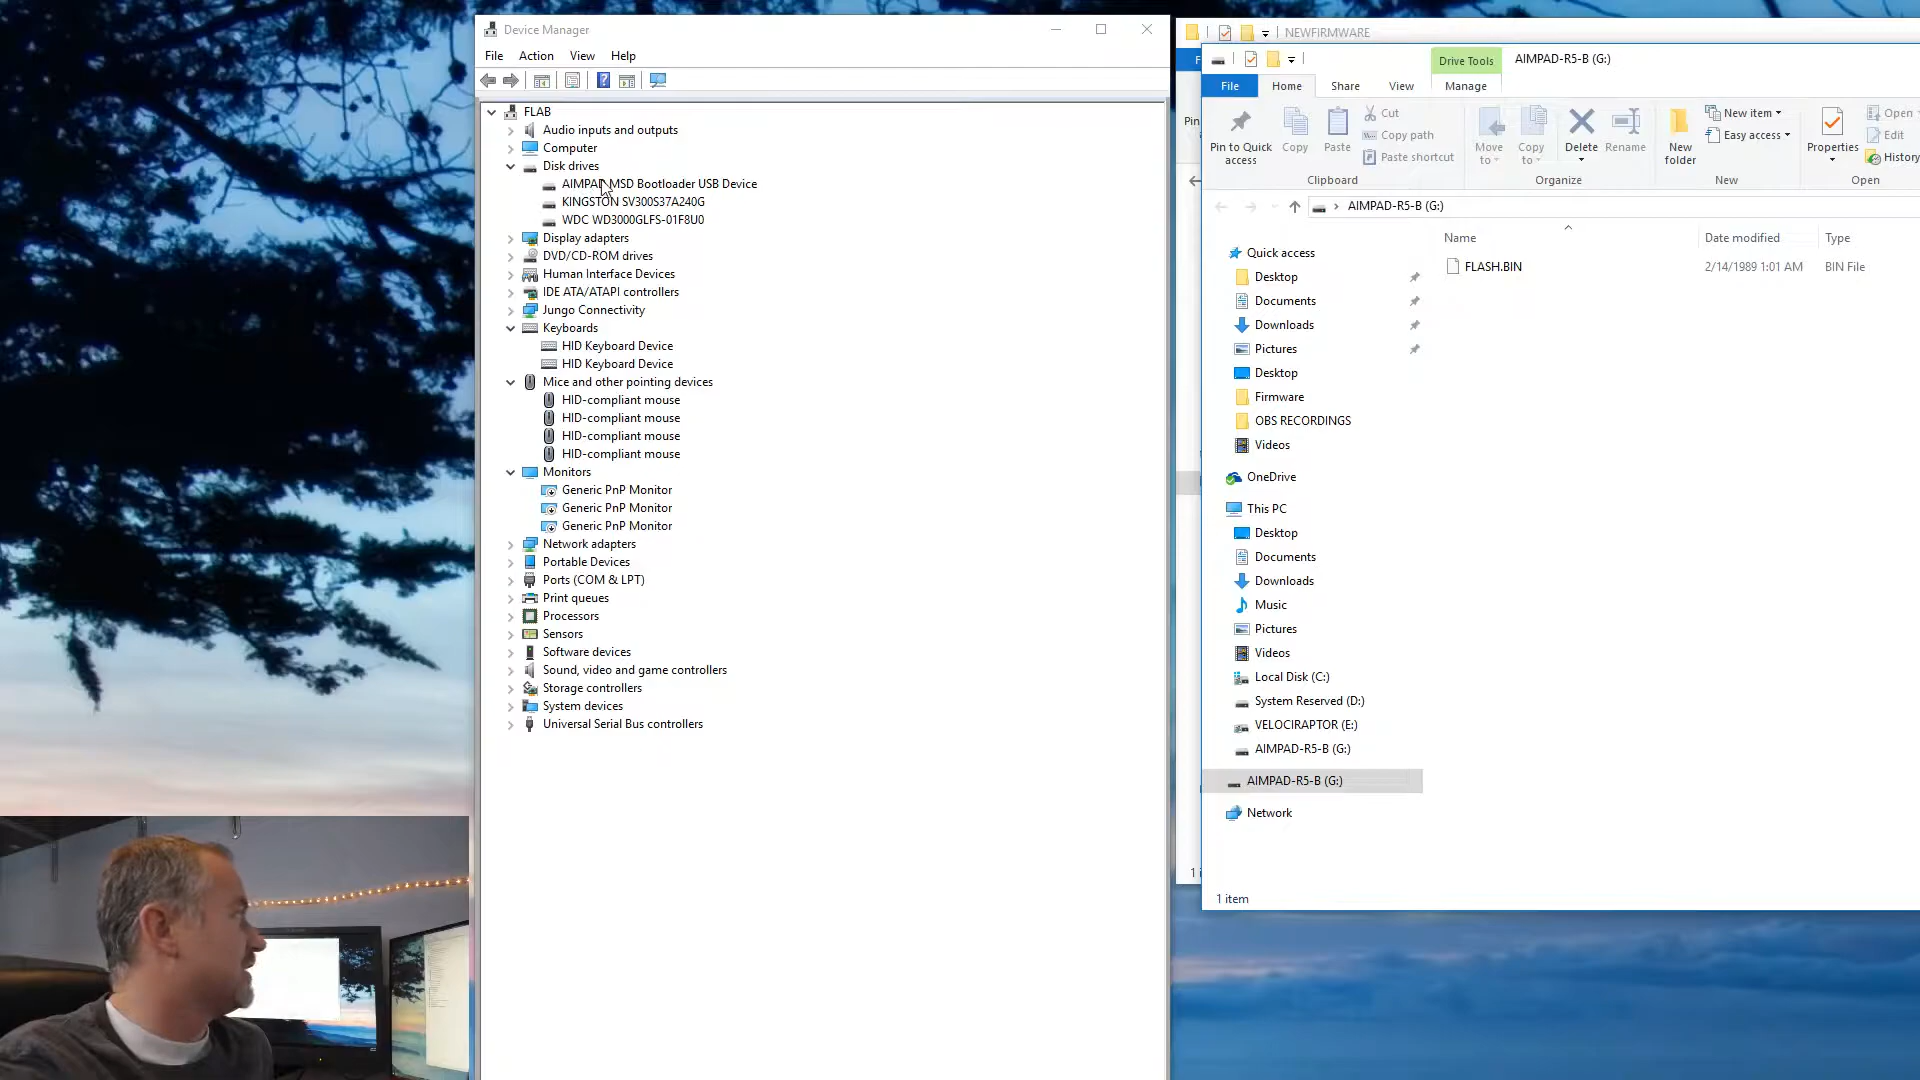 Device Manager
File Action View Help
FLAB
Audio inputs and outputs
Computer
Disk drives
AIMPAD MSD Bootloader USB Device
KINGSTON SV300S37A240G
WDC WD3000GLFS-01F8U0
Display adapters
DVD/CD-ROM drives
Human Interface Devices
IDE ATA/ATAPI controllers
Jungo Connectivity
Keyboards
HID Keyboard Device
HID Keyboard Device
Mice and other pointing devices
HID-compliant mouse
HID-compliant mouse
HID-compliant mouse
HID-compliant mouse
Monitors
Generic PnP Monitor
Generic PnP Monitor
Generic PnP Monitor
Network adapters
Portable Devices
Ports (COM & LPT)
Print queues
Processors
Sensors
Software devices
Sound, video and game controllers
Storage controllers
System devices
Universal Serial Bus controllers
NEWFIRMWARE
F
Pin
1
Drive Tools AIMPAD-R5-B (G:)
File Home Share View Manage
Pin to Quick access
Copy
Paste
Cut
Copy path
Paste shortcut
Clipboard
Move to
Copy to
Delete
Rename
Organize
New folder
New item
Easy access
New
Properties
Open
Edit
History
Open
AIMPAD-R5-B (G:)
Name Date modified Type
FLASH.BIN 2/14/1989 1:01 AM BIN File
Quick access
Desktop
Documents
Downloads
Pictures
Desktop
Firmware
OBS RECORDINGS
Videos
OneDrive
This PC
Desktop
Documents
Downloads
Music
Pictures
Videos
Local Disk (C:)
System Reserved (D:)
VELOCIRAPTOR (E:)
AIMPAD-R5-B (G:)
AIMPAD-R5-B (G:)
Network
1 item